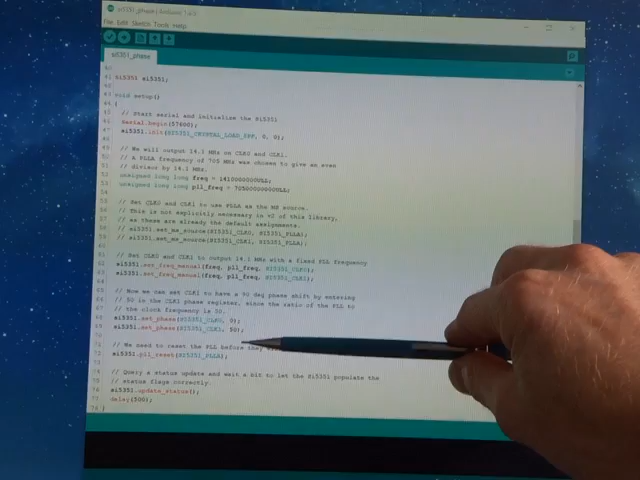 si5351_phase | Arduino 1.8.
File Edit Sketch Tools Help
si5351_phase
Si5351 si5351;
void setup()
{
// Start serial and initialize the Si5351
Serial.begin(57600);
si5351.init(SI5351_CRYSTAL_LOAD_8PF, 0, 0);
// We will output 14.1 MHz on CLK0 and CLK1.
// A PLLA frequency of 705 MHz was chosen to give an even
// divisor by 14.1 MHz.
unsigned long long freq = 1410000000ULL;
unsigned long long pll_freq = 70500000000ULL;
// Set CLK0 and CLK1 to use PLLA as the MS source.
// This is not explicitly necessary in v2 of this library,
// as these are already the default assignments.
// si5351.set_ms_source(SI5351_CLK0, SI5351_PLLA);
// si5351.set_ms_source(SI5351_CLK1, SI5351_PLLA);
// Set CLK0 and CLK1 to output 14.1 MHz with a fixed PLL frequency
si5351.set_freq_manual(freq, pll_freq, SI5351_CLK0);
si5351.set_freq_manual(freq, pll_freq, SI5351_CLK1);
// Now we can set CLK1 to have a 90 deg phase shift by entering
// 50 in the CLK1 phase register, since the ratio of the PLL to
// the clock frequency is 50.
si5351.set_phase(SI5351_CLK0, 0);
si5351.set_phase(SI5351_CLK1, 50);
// We need to reset the PLL before they
si5351.pll_reset(SI5351_PLLA);
// Query a status update and wait a bit to let the Si5351 populate the
// status flags correctly.
si5351.update_status();
delay(500);
}